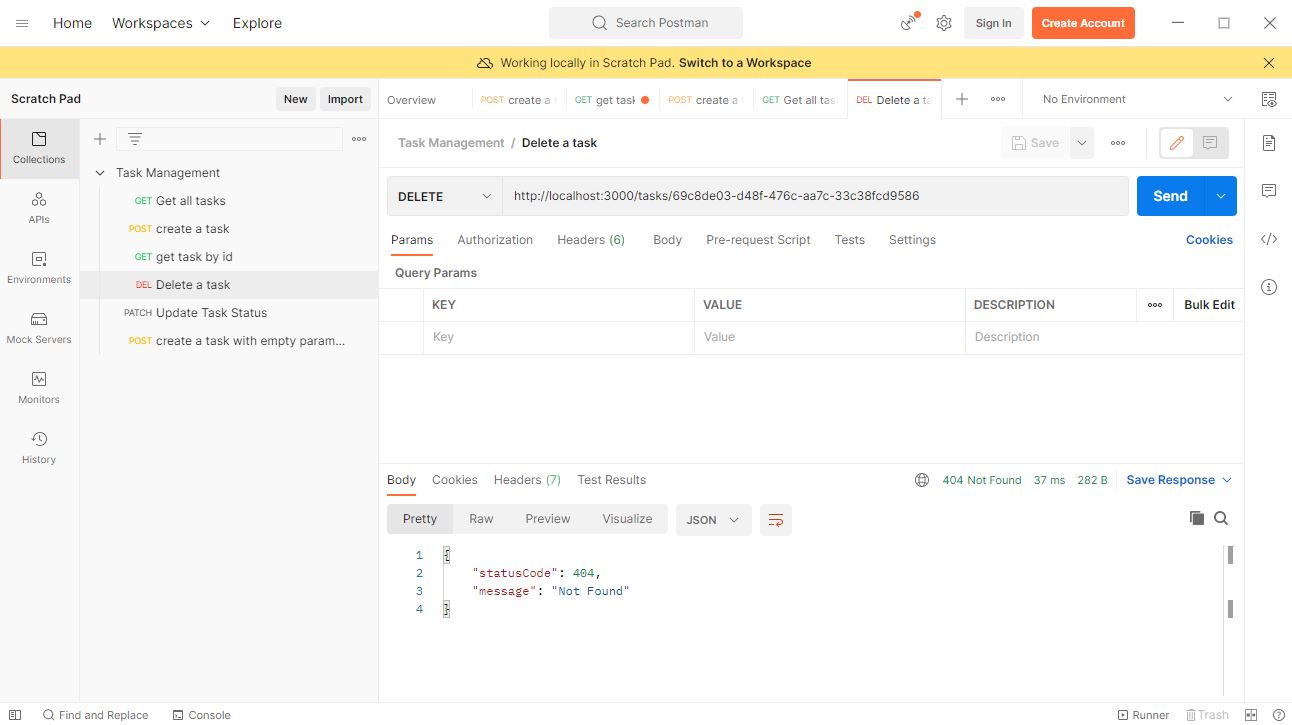 Home Workspaces Explore Search Postman Sign In Create Account
Working locally in Scratch Pad. Switch to a Workspace
Scratch Pad New Import
Overview POST create a GET get task POST create a GET Get all tas DEL Delete a ta No Environment
Collections
APIs
Environments
Mock Servers
Monitors
History
Task Management
GET Get all tasks
POST create a task
GET get task by id
DEL Delete a task
PATCH Update Task Status
POST create a task with empty param...
Task Management / Delete a task Save
DELETE http://localhost:3000/tasks/69c8de03-d48f-476c-aa7c-33c38fcd9586 Send
Params Authorization Headers (6) Body Pre-request Script Tests Settings Cookies
Query Params
KEY VALUE DESCRIPTION Bulk Edit
Key Value Description
Body Cookies Headers (7) Test Results 404 Not Found 37 ms 282 B Save Response
Pretty Raw Preview Visualize JSON
1 {
2 "statusCode": 404,
3 "message": "Not Found"
4 }
Find and Replace Console Runner Trash